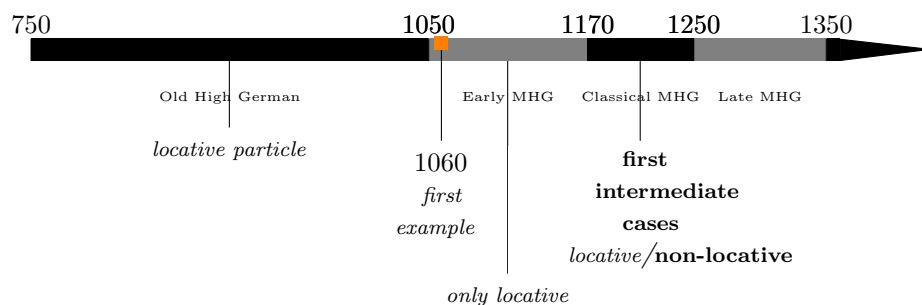 750 1050 1170 1250 1350
Old High German Early MHG Classical MHG Late MHG
locative particle
1060
first
example
first
intermediate
cases
locative/non-locative
only locative